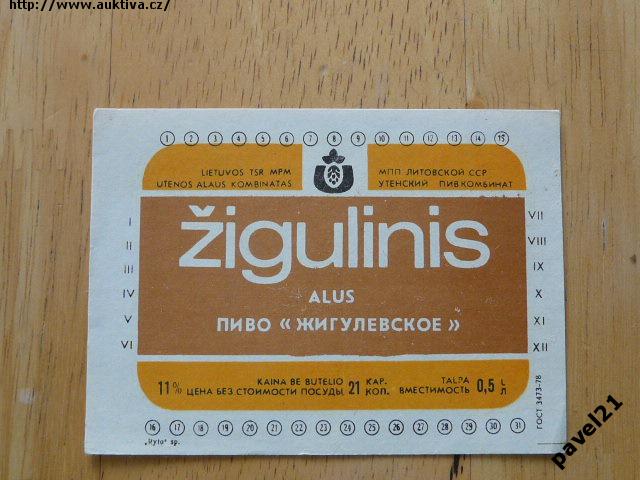 http://www.auktiva.cz/
1 2 3 4 5 6 7 8 9 10 11 12 13 14 15
LIETUVOS TSR MPM
UTENOS ALAUS KOMBINATAS
МПП ЛИТОВСКОЙ ССР
УТЕНСКИЙ ПИВКОМБИНАТ
I
II
III
IV
V
VI
žigulinis
ALUS
ПИВО «ЖИГУЛЕВСКОЕ»
VII
VIII
IX
X
XI
XII
11%
KAINA BE BUTELIO 21 KAP.
ЦЕНА БЕЗ СТОИМОСТИ ПОСУДЫ КОП.
TALPA 0,5 L
ВМЕСТИМОСТЬ Л
ГОСТ 3473-78
16 17 18 19 20 21 22 23 24 25 26 27 28 29 30 31
„Ryto" sp.
pavel21